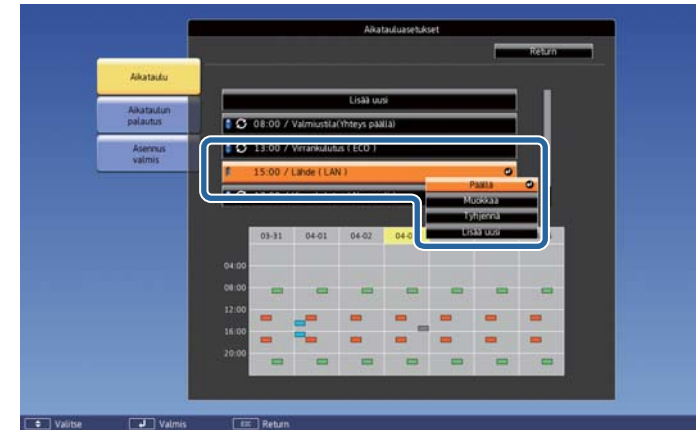 Aikatauluasetukset
Return
Aikataulu
Aikataulun
palautus
Asennus
valmis
Lisää uusi
08:00 / Valmiustila(Yhteys päällä)
13:00 / Virrankulutus ( ECO )
15:00 / Lähde ( LAN )
Päällä
Muokkaa
Tyhjennä
Lisää uusi
03-31 04-01 04-02
04:00
08:00
12:00
16:00
20:00
Valitse
Valmis
Esc Return